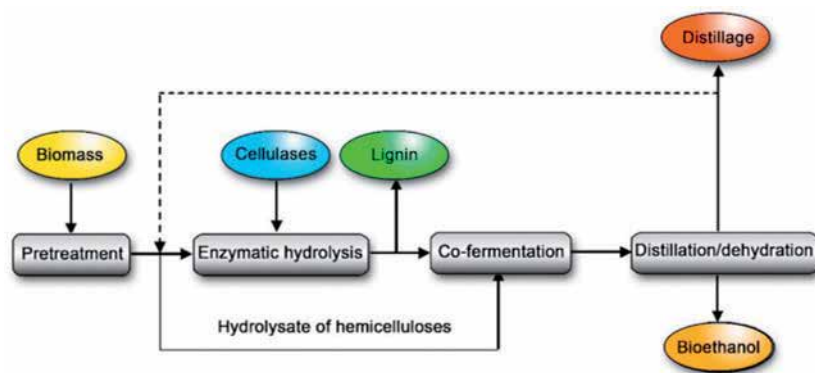 Distillage
Biomass
Cellulases
Lignin
Pretreatment
Enzymatic hydrolysis
Co-fermentation
Distillation/dehydration
Hydrolysate of hemicelluloses
Bioethanol